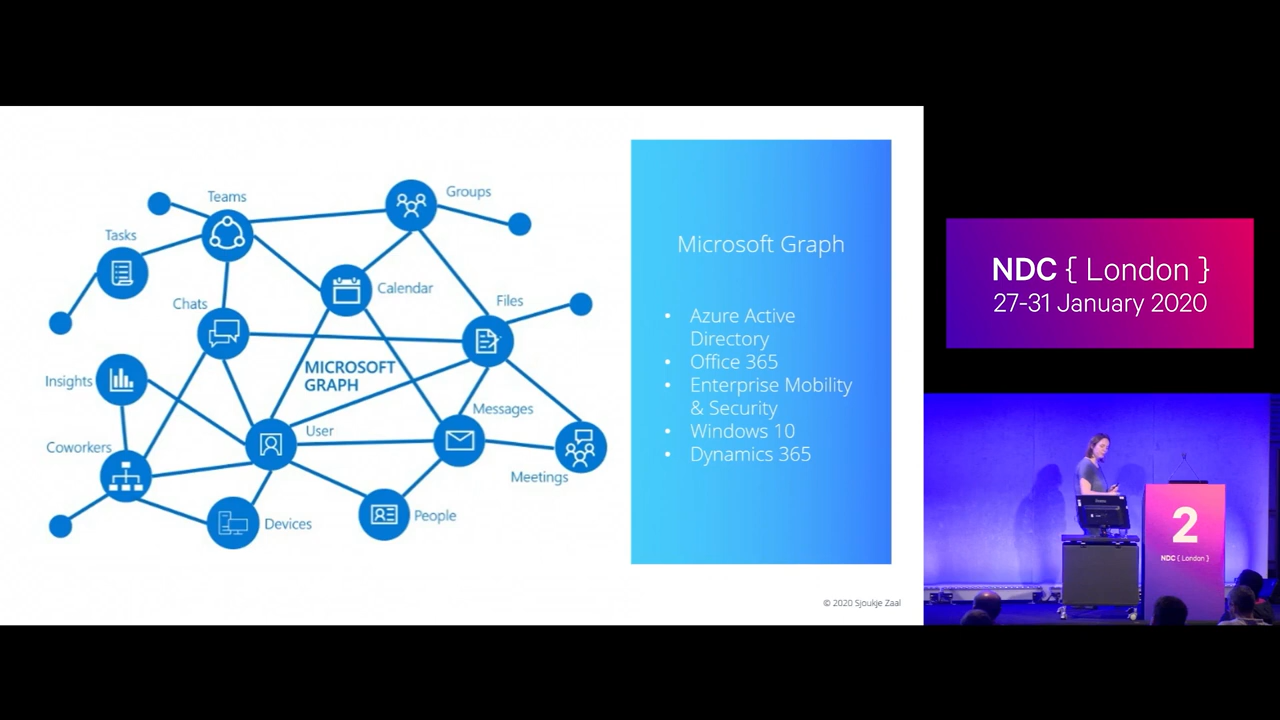 Teams
Groups
Tasks
Calendar
Chats
Files
MICROSOFT
GRAPH
Insights
User
Messages
Coworkers
Meetings
Devices
People
Microsoft Graph
• Azure Active
Directory
• Office 365
• Enterprise Mobility
& Security
• Windows 10
• Dynamics 365
© 2020 Sjoukje Zaal
NDC { London }
27-31 January 2020
2
NDC { London }